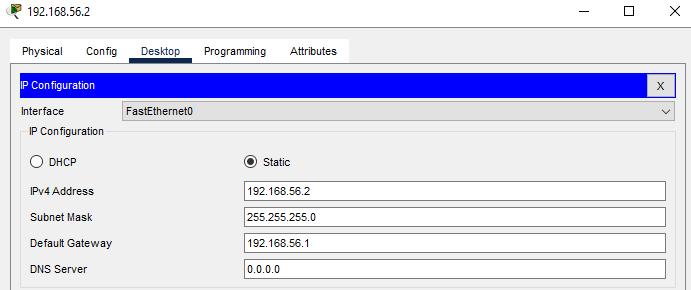 192.168.56.2
Physical Config Desktop Programming Attributes
IP Configuration X
Interface FastEthernet0
IP Configuration
DHCP Static
IPv4 Address 192.168.56.2
Subnet Mask 255.255.255.0
Default Gateway 192.168.56.1
DNS Server 0.0.0.0